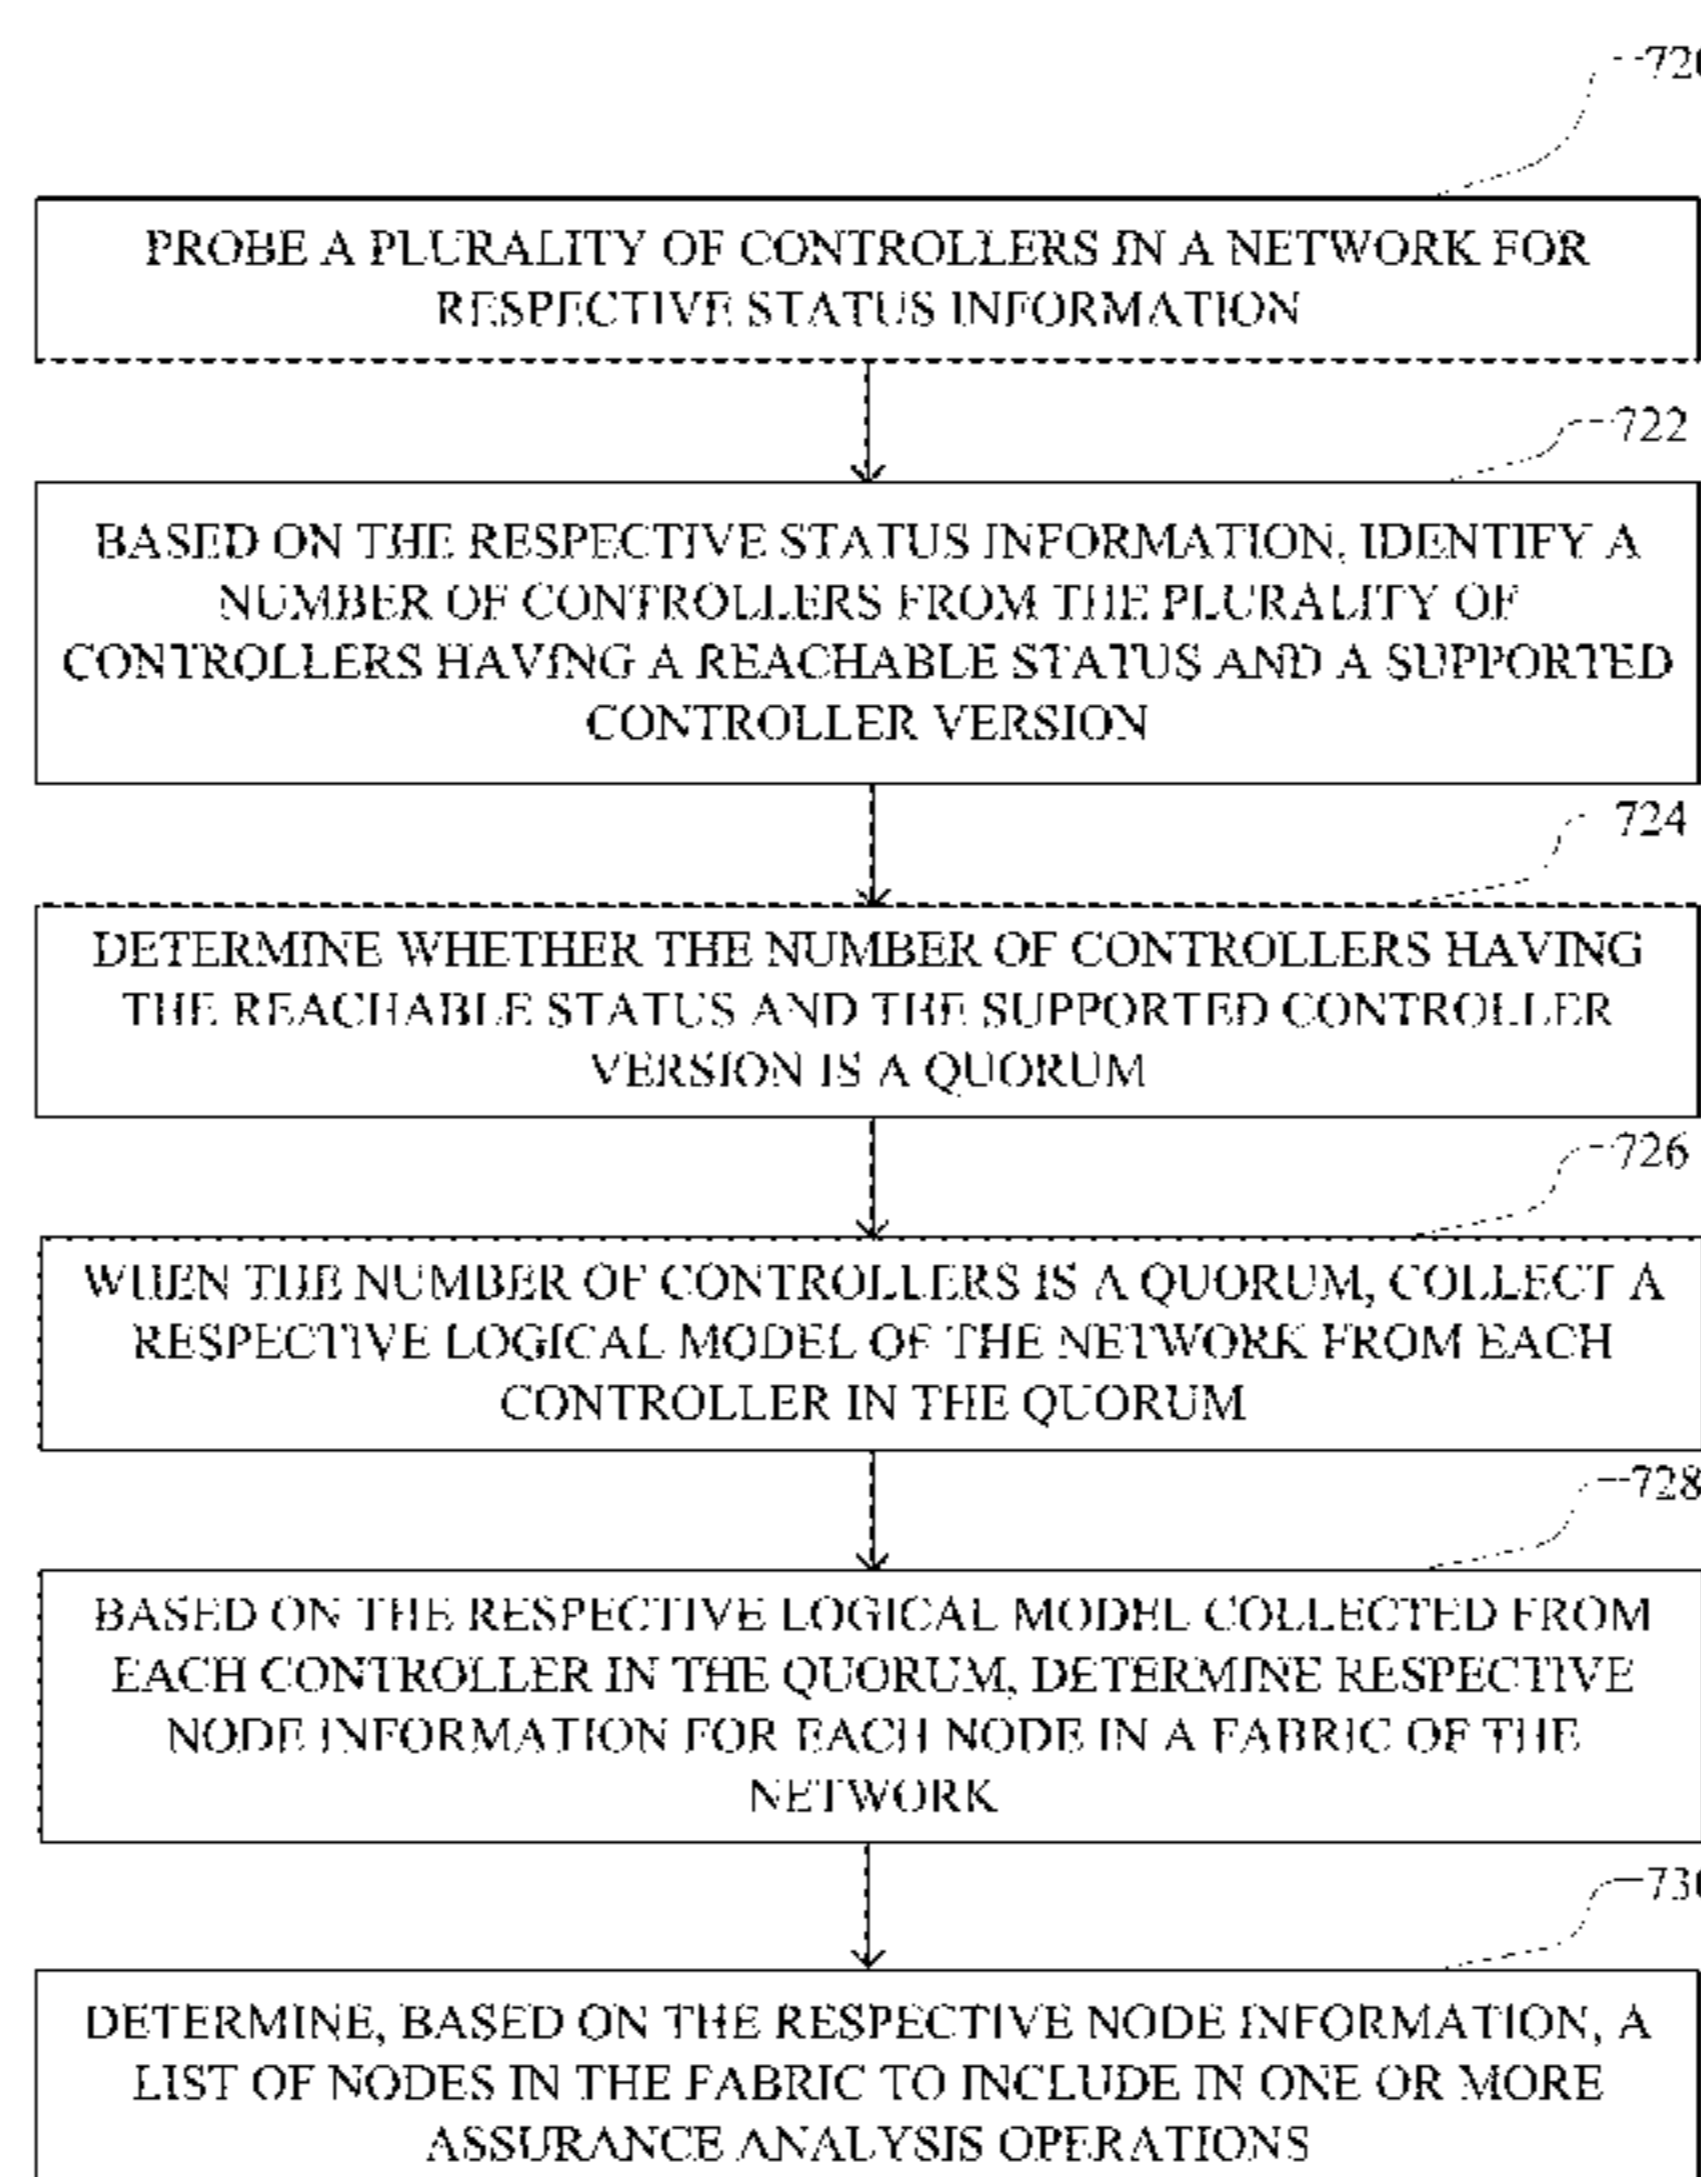 720
PROBE A PLURALITY OF CONTROLLERS IN A NETWORK FOR
RESPECTIVE STATUS INFORMATION
722
BASED ON THE RESPECTIVE STATUS INFORMATION, IDENTIFY A
NUMBER OF CONTROLLERS FROM THE PLURALITY OF
CONTROLLERS HAVING A REACHABLE STATUS AND A SUPPORTED
CONTROLLER VERSION
724
DETERMINE WHETHER THE NUMBER OF CONTROLLERS HAVING
THE REACHABLE STATUS AND THE SUPPORTED CONTROLLER
VERSION IS A QUORUM
726
WHEN THE NUMBER OF CONTROLLERS IS A QUORUM, COLLECT A
RESPECTIVE LOGICAL MODEL OF THE NETWORK FROM EACH
CONTROLLER IN THE QUORUM
728
BASED ON THE RESPECTIVE LOGICAL MODEL COLLECTED FROM
EACH CONTROLLER IN THE QUORUM, DETERMINE RESPECTIVE
NODE INFORMATION FOR EACH NODE IN A FABRIC OF THE
NETWORK
730
DETERMINE, BASED ON THE RESPECTIVE NODE INFORMATION, A
LIST OF NODES IN THE FABRIC TO INCLUDE IN ONE OR MORE
ASSURANCE ANALYSIS OPERATIONS